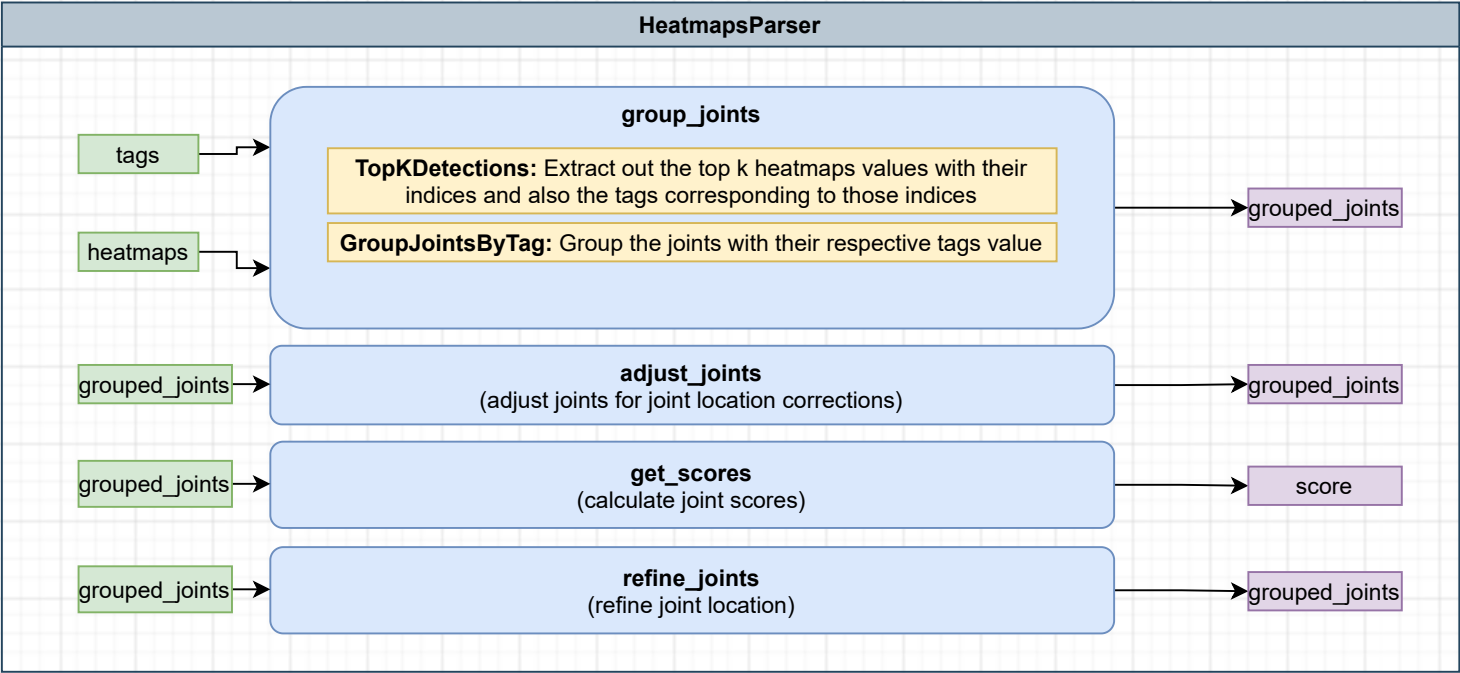 HeatmapsParser
group_joints
tags
TopKDetections: Extract out the top k heatmaps values with their
indices and also the tags corresponding to those indices
grouped_joints
heatmaps
GroupJointsByTag: Group the joints with their respective tags value
grouped_joints
adjust_joints
(adjust joints for joint location corrections)
grouped_joints
grouped_joints
get_scores
(calculate joint scores)
score
grouped_joints
refine_joints
(refine joint location)
grouped_joints